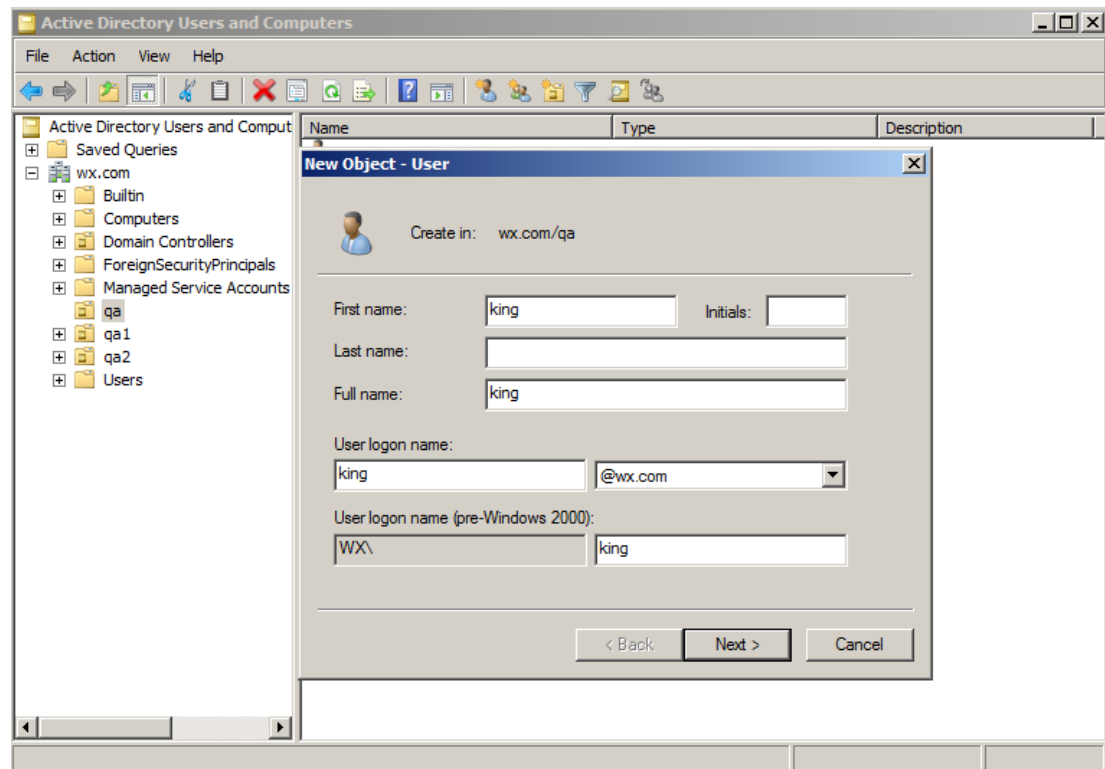 Active Directory Users and Computers
File Action View Help
Active Directory Users and Comput
Name Type Description
Saved Queries
wx.com
Builtin
Computers
Domain Controllers
ForeignSecurityPrincipals
Managed Service Accounts
qa
qa1
qa2
Users
New Object - User
Create in: wx.com/qa
First name: king Initials:
Last name:
Full name: king
User logon name:
king @wx.com
User logon name (pre-Windows 2000):
WX\ king
< Back Next > Cancel